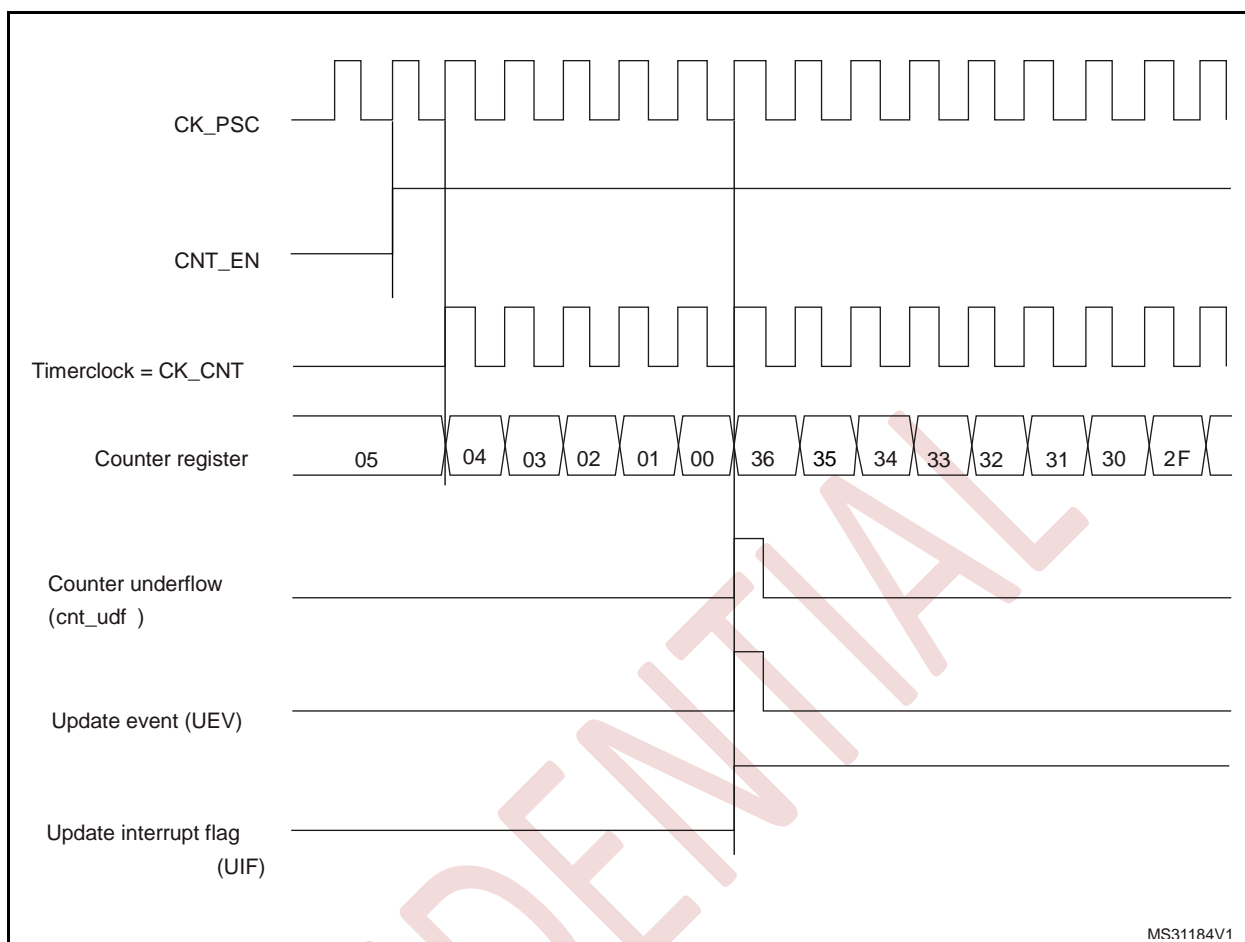 CK_PSC
CNT_EN
Timerclock = CK_CNT
Counter register
05 04 03 02 01 00 36 35 34 33 32 31 30 2F
Counter underflow
(cnt_udf )
Update event (UEV)
Update interrupt flag
(UIF)
DENTIAL
MS31184V1